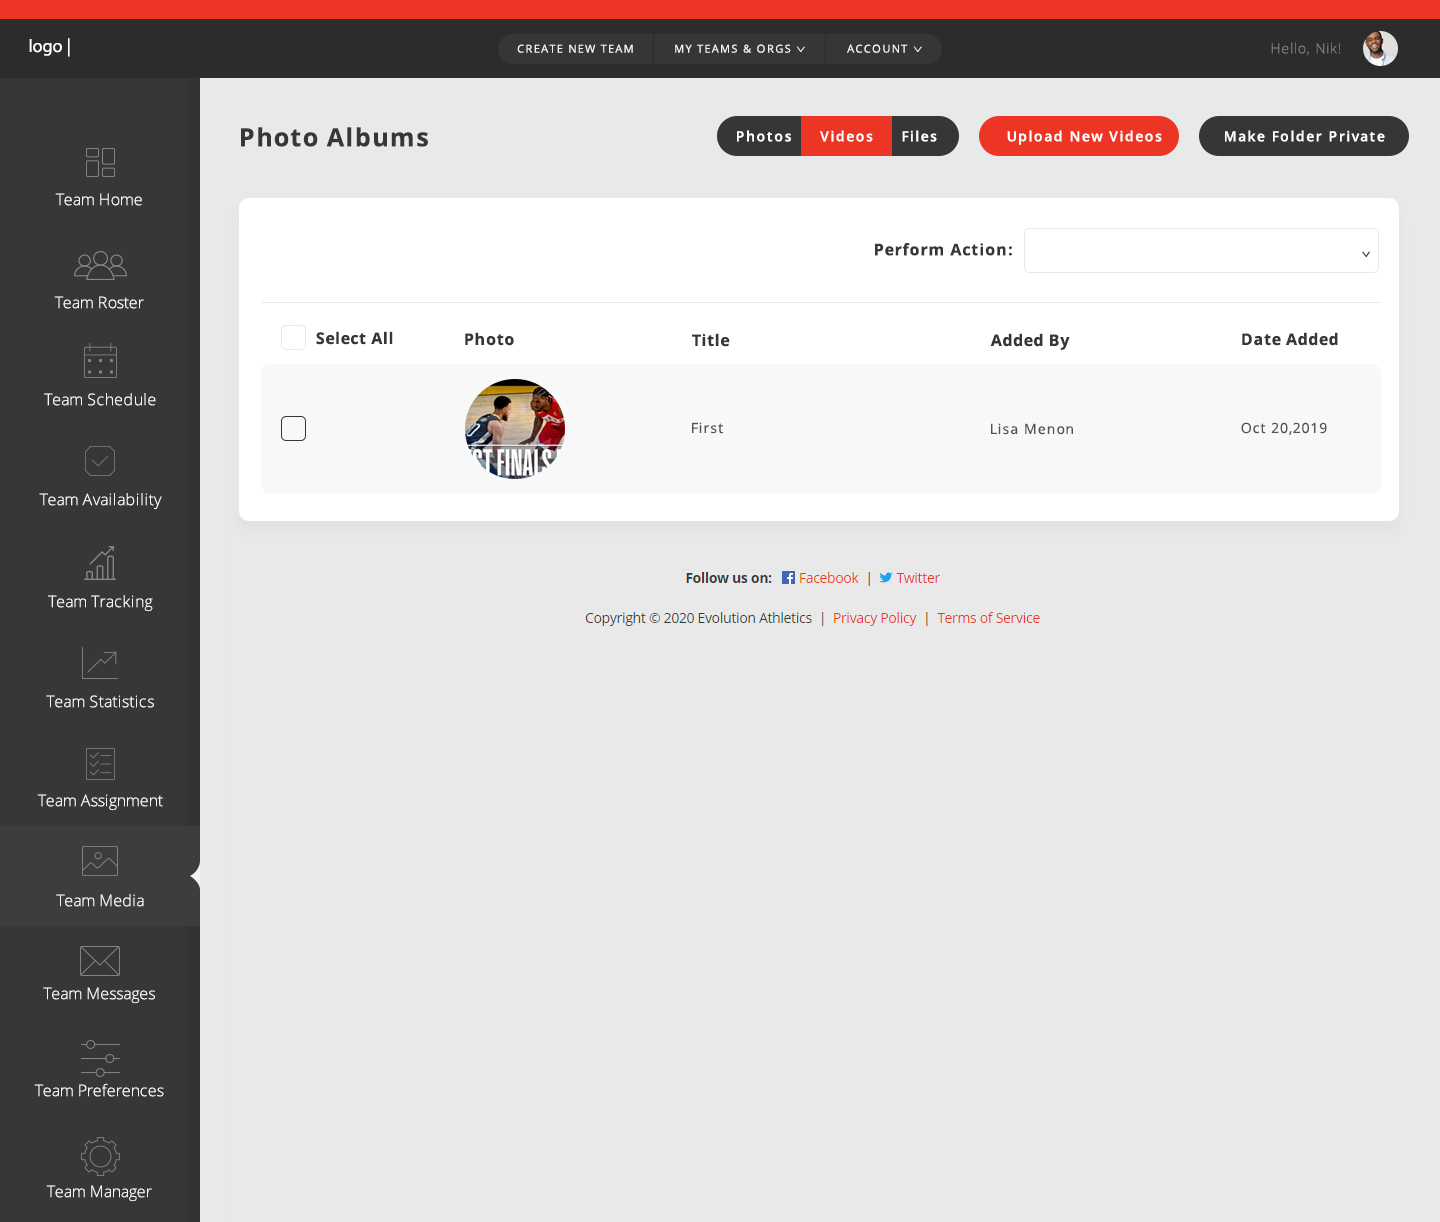 logo |
CREATE NEW TEAM
MY TEAMS & ORGS
ACCOUNT
Hello, Nik!
Team Home
Team Roster
Team Schedule
Team Availability
Team Tracking
Team Statistics
Team Assignment
Team Media
Team Messages
Team Preferences
Team Manager
Photo Albums
Photos
Videos
Files
Upload New Videos
Make Folder Private
Perform Action:
Select All
Photo
Title
Added By
Date Added
ST FINALS
First
Lisa Menon
Oct 20,2019
Follow us on: Facebook | Twitter
Copyright © 2020 Evolution Athletics | Privacy Policy | Terms of Service